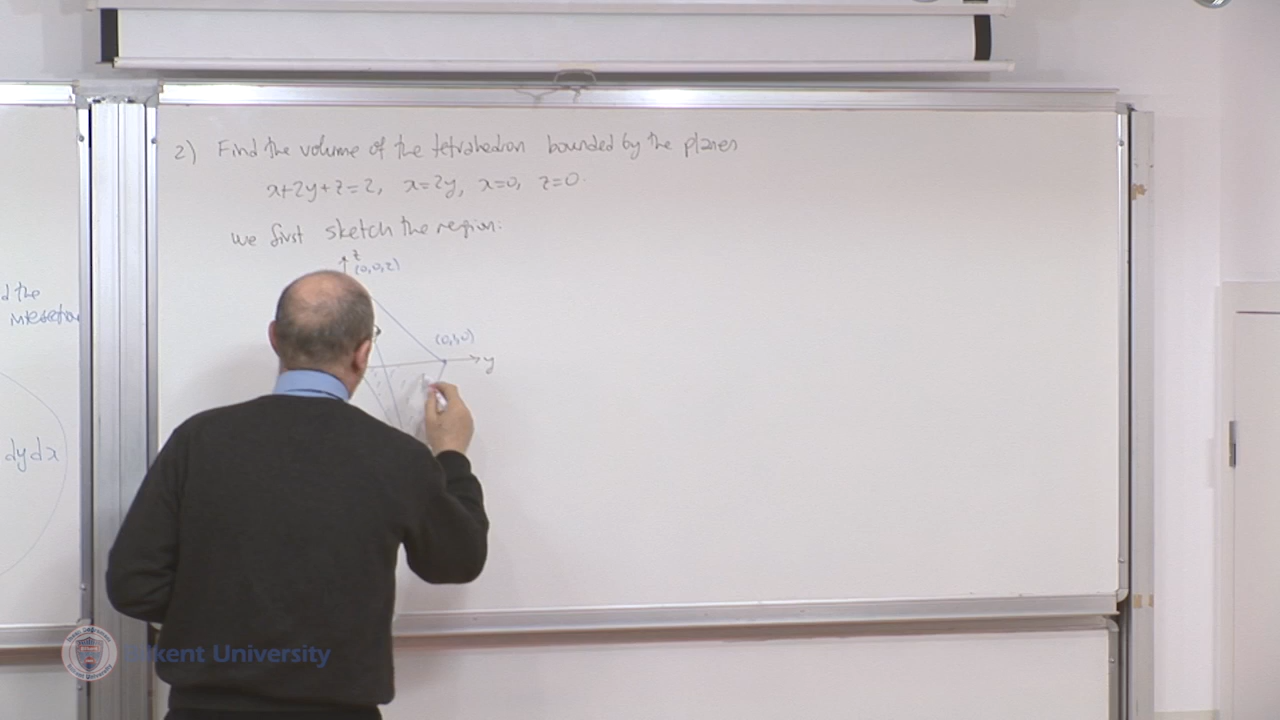 2) Find the volume of the tetrahedron bounded by the planes
x+2y+z=2, x=2y, x=0, z=0.
We first sketch the region:
z
(0,0,2)
(0,1,0)
y
d the
dydx
Bilkent University